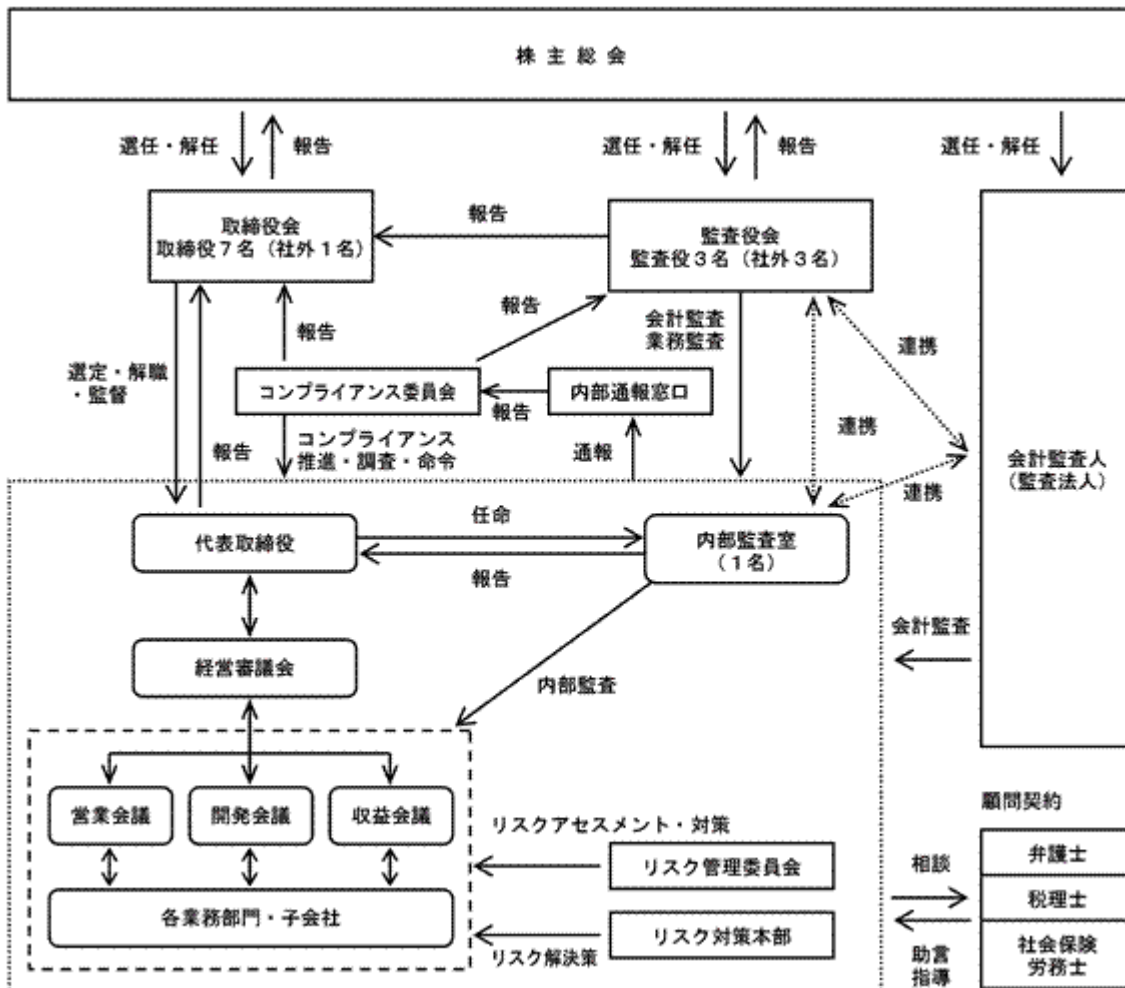 株主総会
選任・解任
報告
選任・解任
報告
選任・解任
取締役会
取締役７名（社外１名）
報告
監査役会
監査役３名（社外３名）
報告
報告
会計監査
業務監査
連携
選定・解職
・監督
コンプライアンス委員会
報告
内部通報窓口
連携
報告
コンプライアンス
推進・調査・命令
通報
会計監査人
（監査法人）
連携
代表取締役
任命
報告
内部監査室
（１名）
会計監査
経営審議会
内部監査
営業会議
開発会議
収益会議
リスクアセスメント・対策
リスク管理委員会
各業務部門・子会社
リスク対策本部
リスク解決策
顧問契約
相談
弁護士
税理士
助言
指導
社会保険
労務士